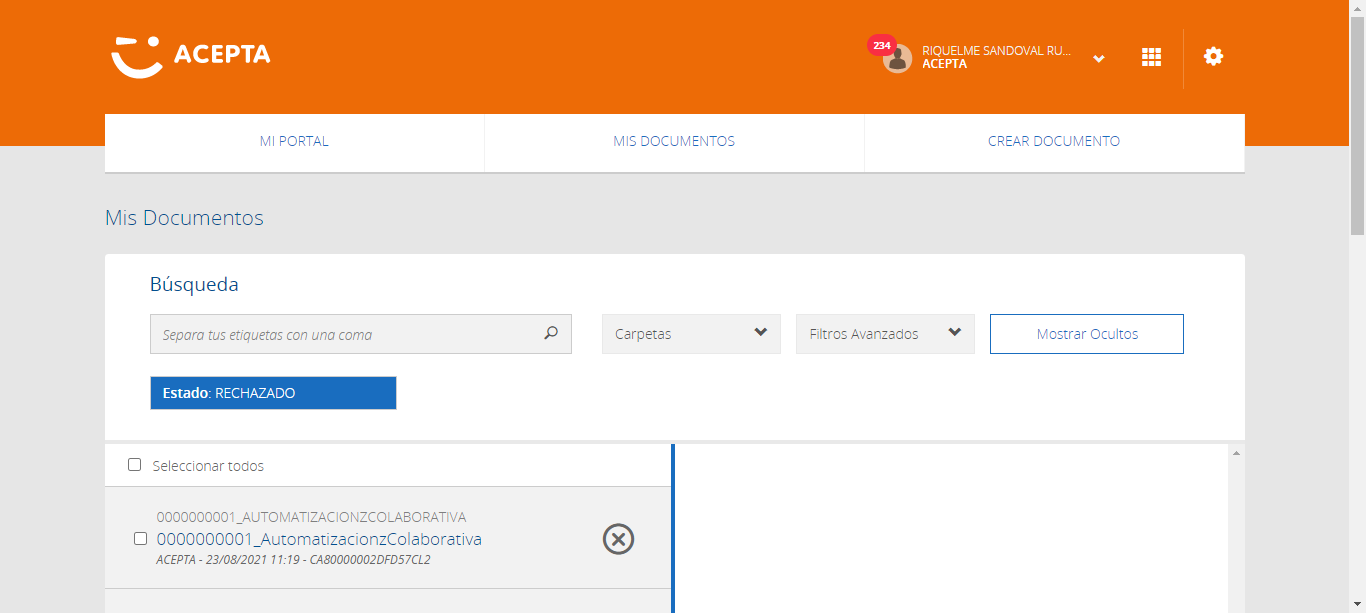 ACEPTA
234
RIQUELME SANDOVAL RU...
ACEPTA
MI PORTAL
MIS DOCUMENTOS
CREAR DOCUMENTO
Mis Documentos
Búsqueda
Separa tus etiquetas con una coma
Carpetas
Filtros Avanzados
Mostrar Ocultos
Estado: RECHAZADO
Seleccionar todos
0000000001_AUTOMATIZACIONZCOLABORATIVA
0000000001_AutomatizacionzColaborativa
ACEPTA - 23/08/2021 11:19 - CA80000002DFD57CL2